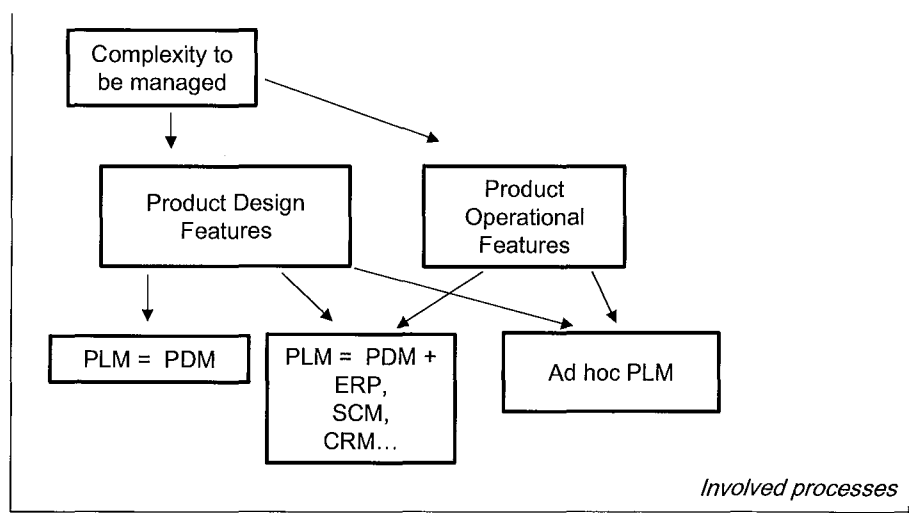 Complexity to
be managed
Product Design
Features
Product
Operational
Features
PLM = PDM
PLM = PDM +
ERP,
SCM,
CRM...
Ad hoc PLM
Involved processes